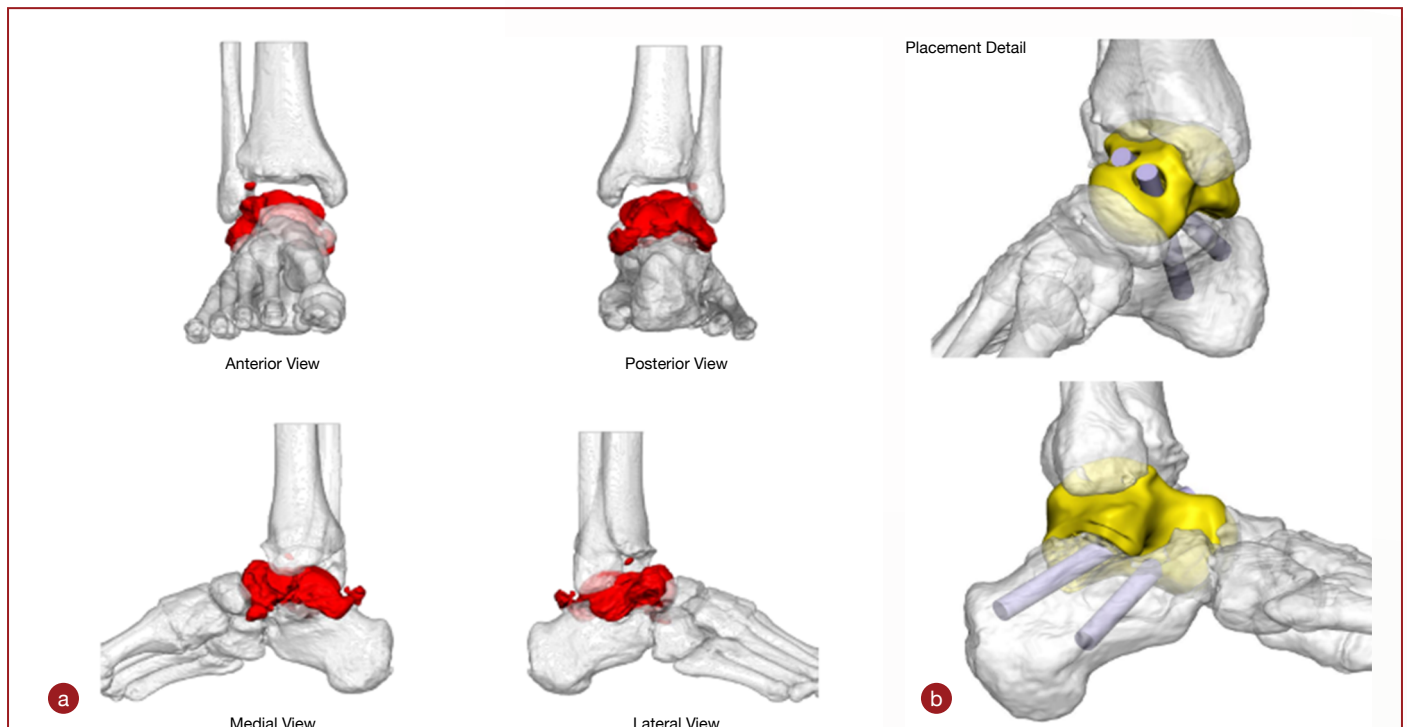 Placement Detail
Anterior View
Posterior View
a
Medial View
Lateral View
b